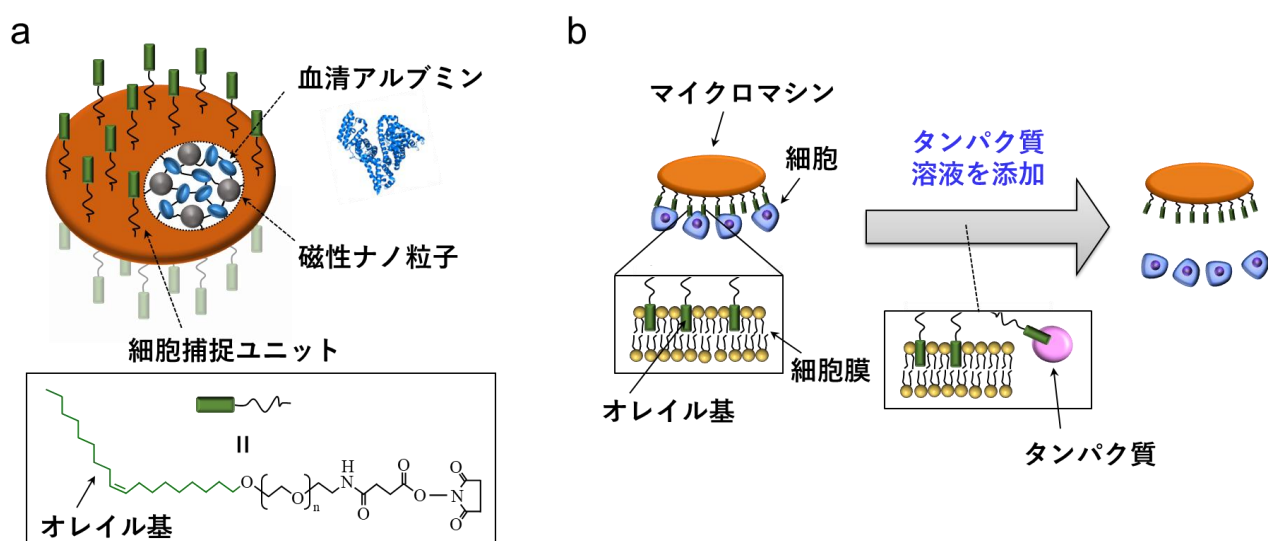 a
血清アルブミン
磁性ナノ粒子
細胞捕捉ユニット
=
オレイル基
O
O
n
H
N
O
O
O
N
O
O
b
マイクロマシン
細胞
タンパク質
溶液を添加
細胞膜
オレイル基
タンパク質